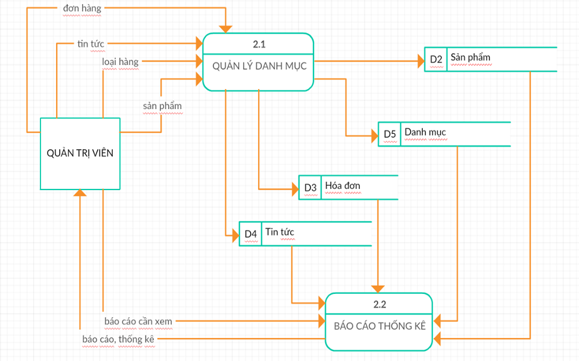 đơn hàng
tin tức
loại hàng
sản phẩm
2.1
QUẢN LÝ DANH MỤC
D2 Sản phẩm
D5 Danh mục
QUẢN TRỊ VIÊN
D3 Hóa đơn
D4 Tin tức
2.2
BÁO CÁO THỐNG KÊ
báo cáo cần xem
báo cáo, thống kê